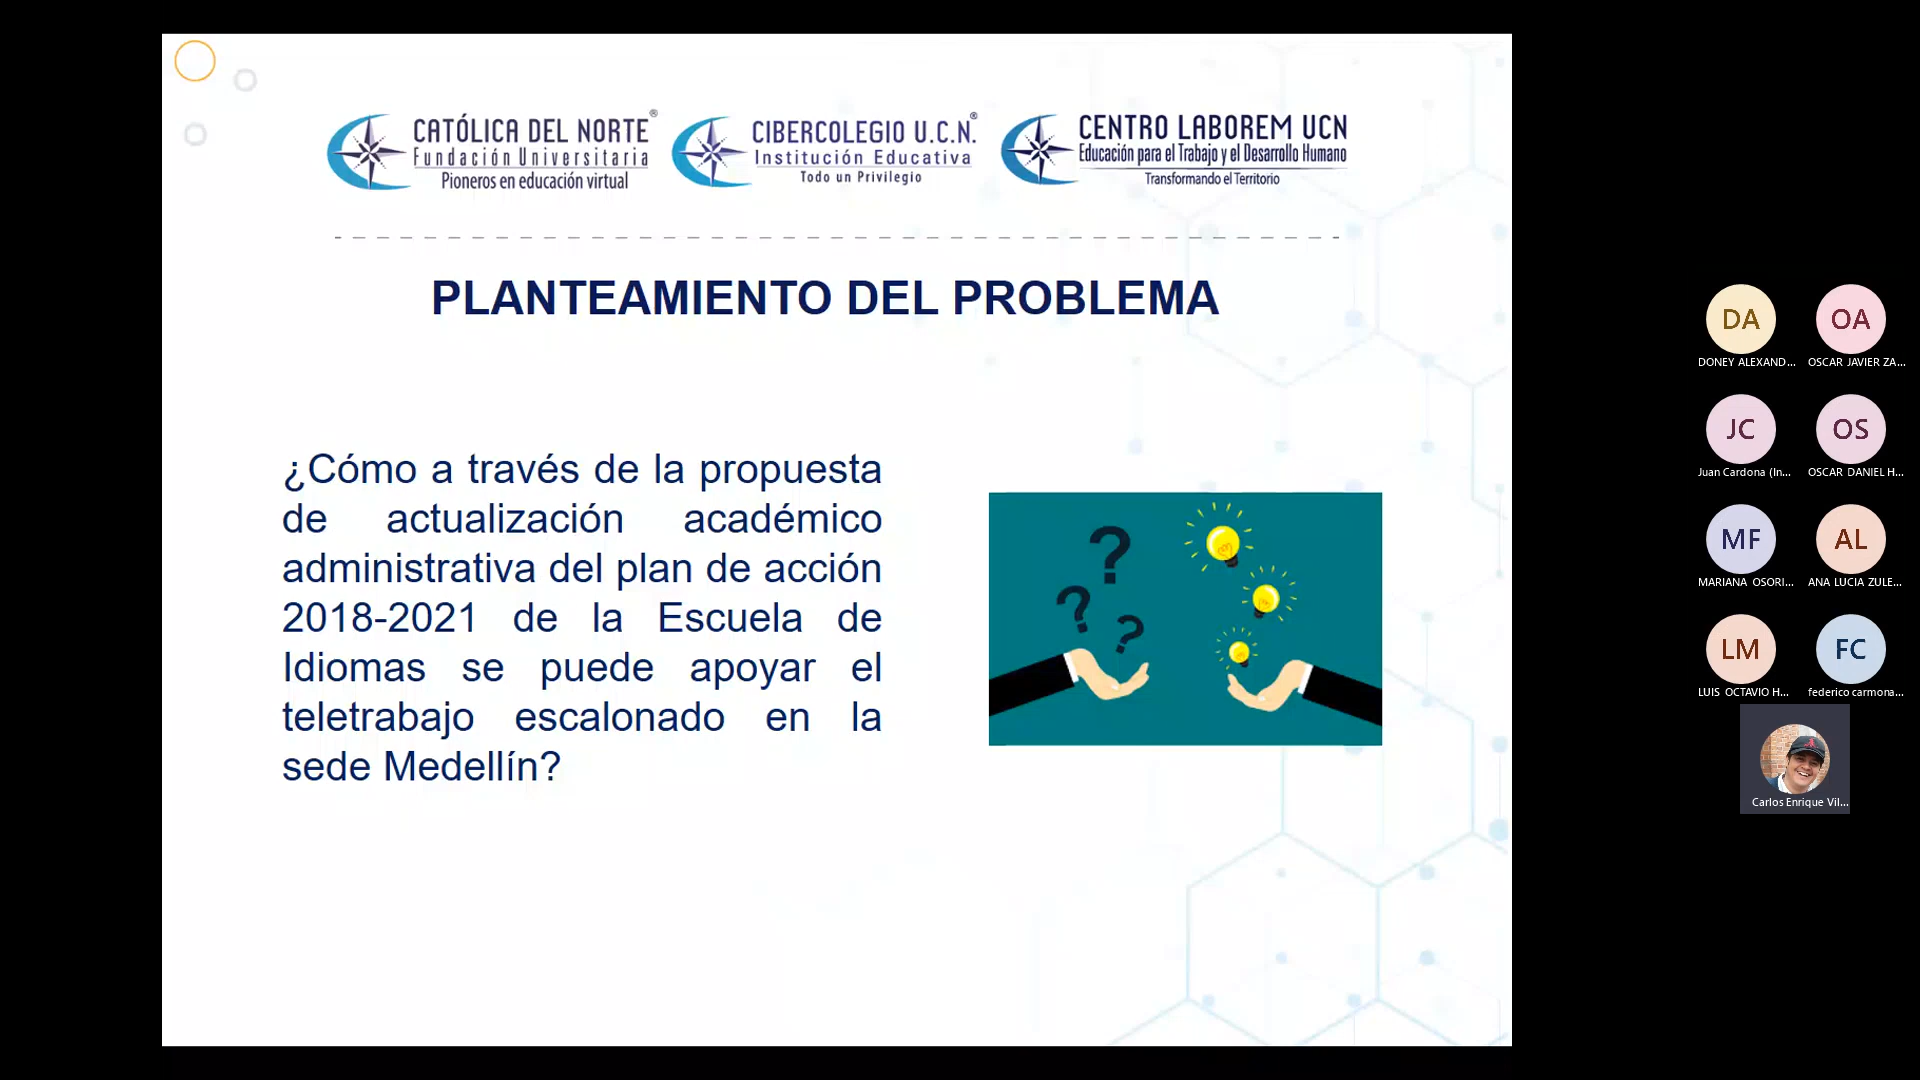 CATÓLICA DEL NORTE®
Fundación Universitaria
Pioneros en educación virtual
CIBERCOLEGIO U.C.N.®
Institución Educativa
Todo un Privilegio
CENTRO LABOREM UCN
Educación para el Trabajo y el Desarrollo Humano
Transformando el Territorio
PLANTEAMIENTO DEL PROBLEMA
¿Cómo a través de la propuesta
de actualización académico
administrativa del plan de acción
2018-2021 de la Escuela de
Idiomas se puede apoyar el
teletrabajo escalonado en la
sede Medellín?
? ? ?
DA
DONEY ALEXAND...
OA
OSCAR JAVIER ZA...
JC
Juan Cardona (In...
OS
OSCAR DANIEL H...
MF
MARIANA OSORI...
AL
ANA LUCIA ZULE...
LM
LUIS OCTAVIO H...
FC
federico carmona...
Carlos Enrique Vil...